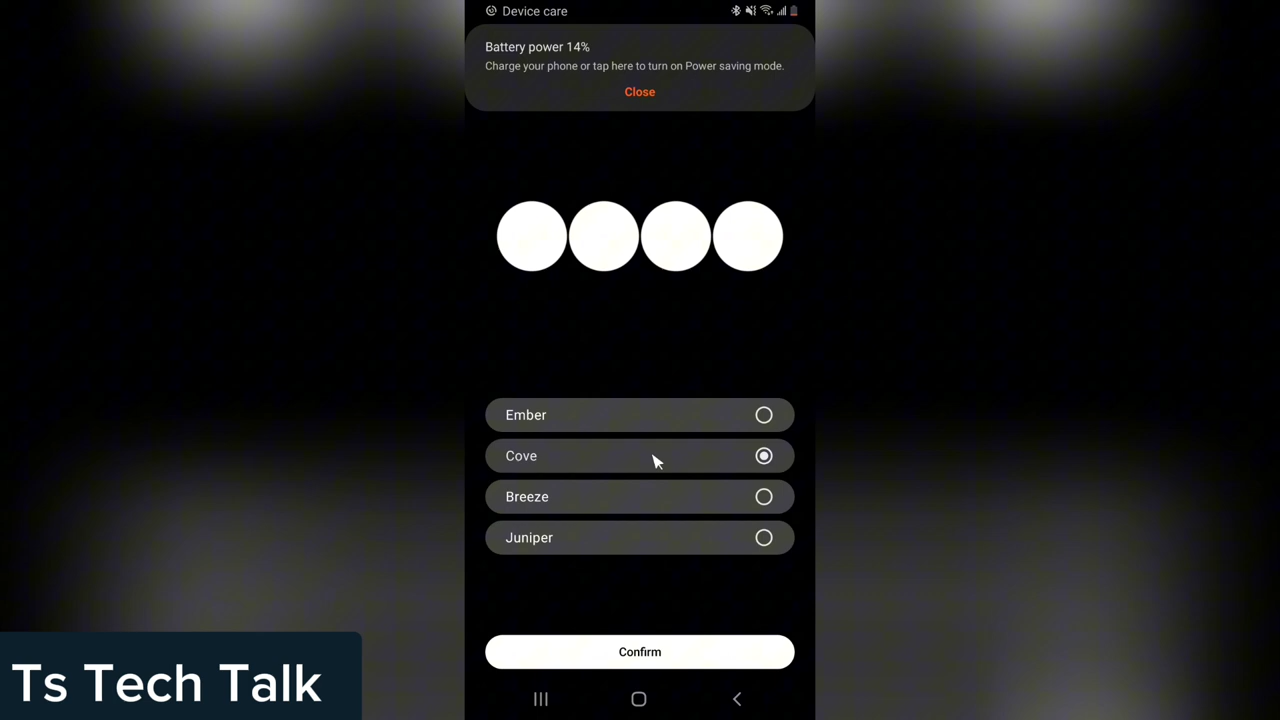 Device care
Battery power 14%
Charge your phone or tap here to turn on Power saving mode.
Close
Ember
Cove
Breeze
Juniper
Confirm
Ts Tech Talk